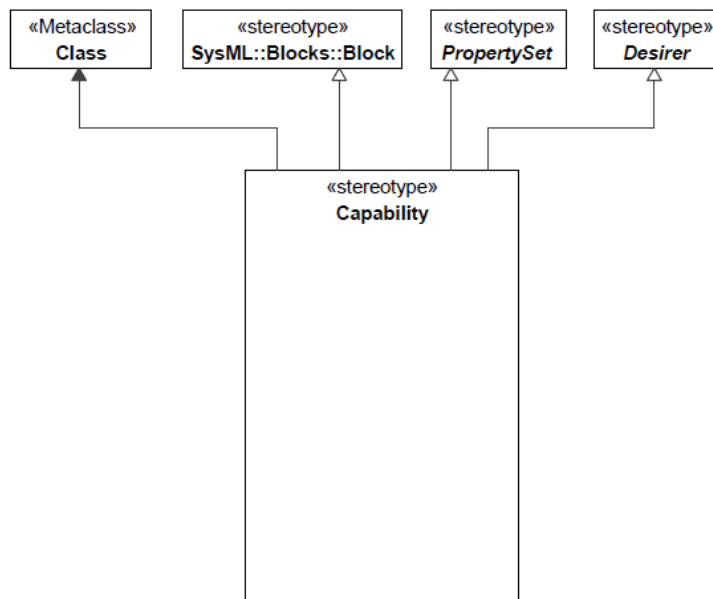 «Metaclass»
Class
«stereotype»
SysML::Blocks::Block
«stereotype»
PropertySet
«stereotype»
Desirer
«stereotype»
Capability